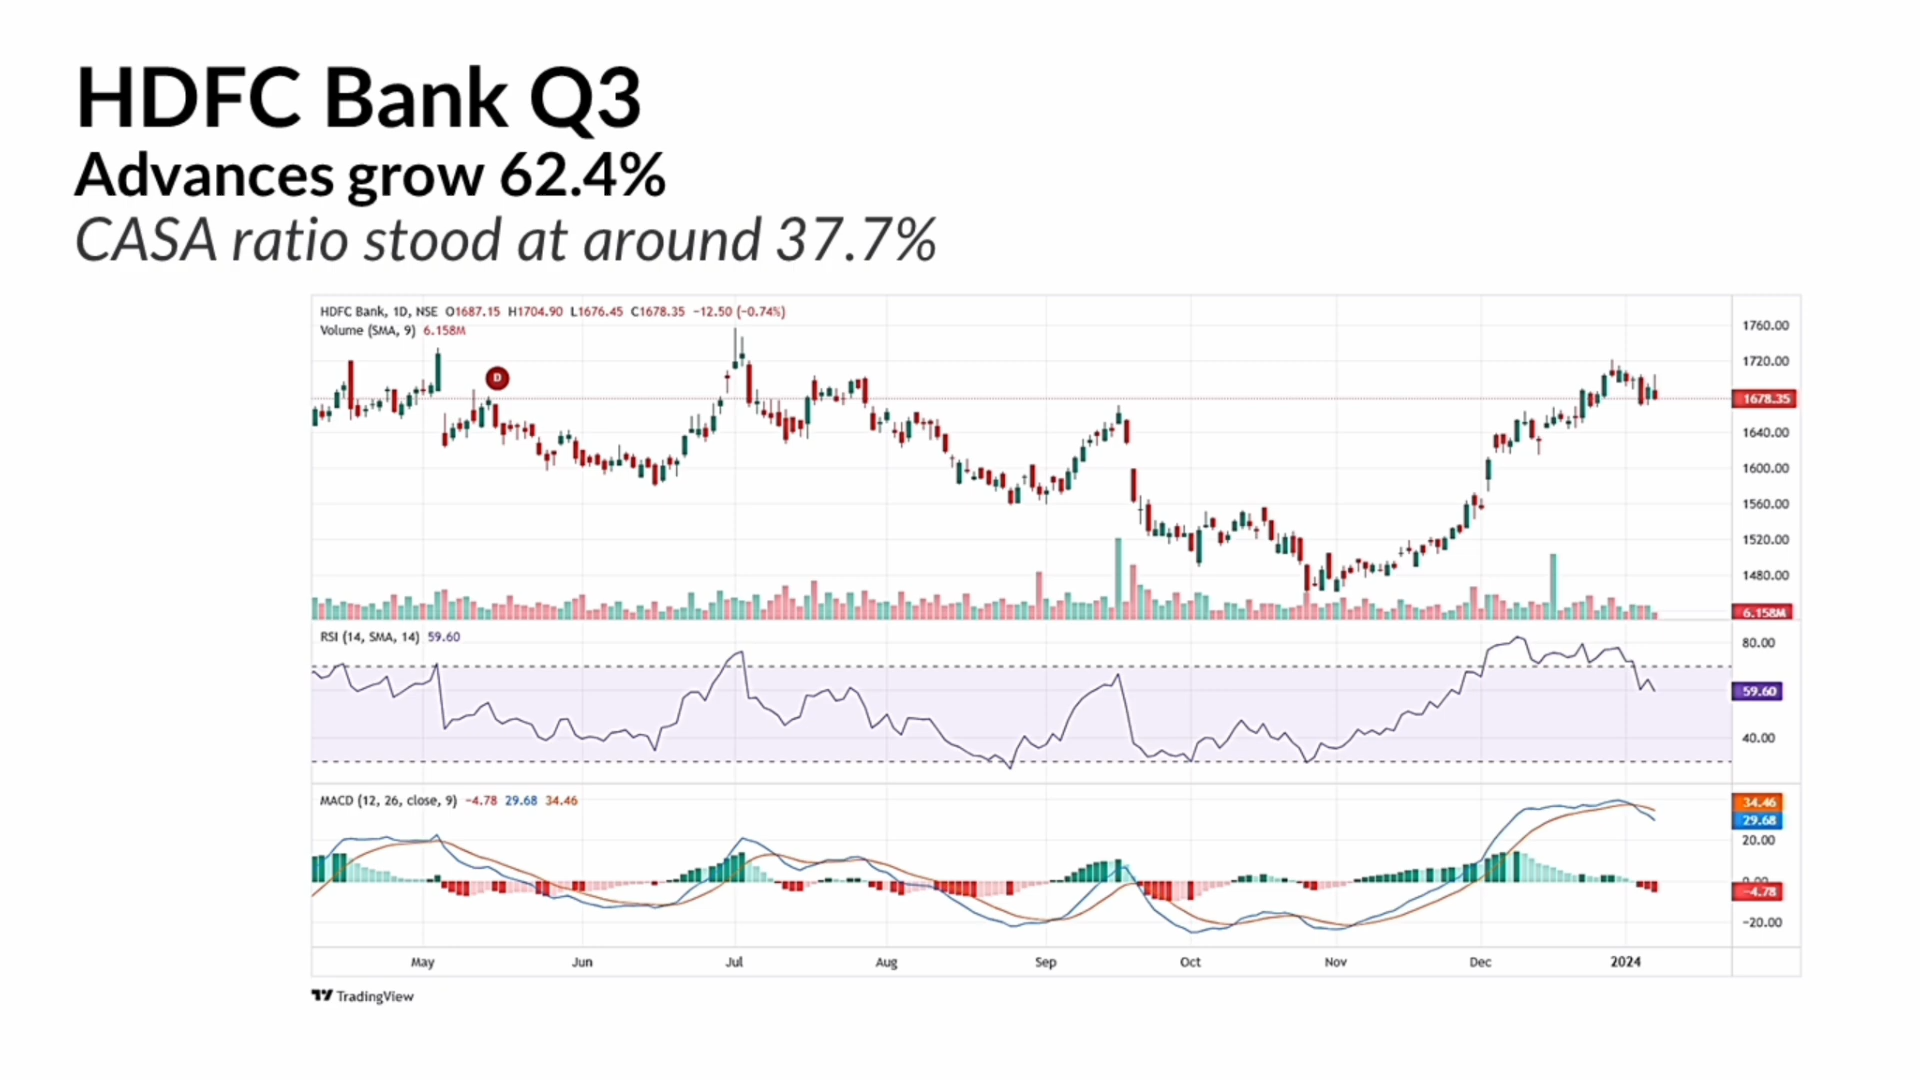 HDFC Bank Q3
Advances grow 62.4%
CASA ratio stood at around 37.7%
HDFC Bank, 1D, NSE O1687.15 H1704.90 L1676.45 C1678.35 −12.50 (−0.74%)
Volume (SMA, 9) 6.158M
D
1760.00
1720.00
1678.35
1640.00
1600.00
1560.00
1520.00
1480.00
6.158M
RSI (14, SMA, 14) 59.60
80.00
59.60
40.00
MACD (12, 26, close, 9) −4.78 29.68 34.46
34.46
29.68
20.00
0.00
−4.78
−20.00
May Jun Jul Aug Sep Oct Nov Dec 2024
TradingView